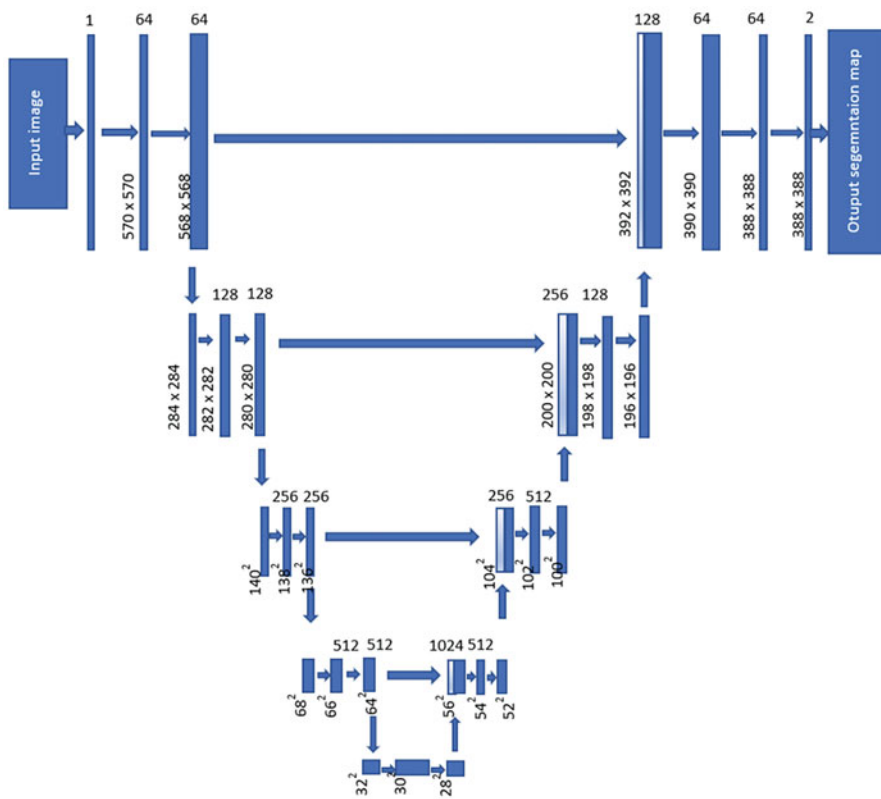 1 64 64 128 64 64 2
Input image
570 x 570
568 x 568
392 x 392
390 x 390
388 x 388
388 x 388
Otuput segemntaion map
128 128 256 128
284 x 284
282 x 282
280 x 280
200 x 200
198 x 198
196 x 196
256 256 256 512
140²
138²
136²
104²
102²
100²
512 512 1024 512
68²
66²
64²
56²
54²
52²
32²
30²
28²